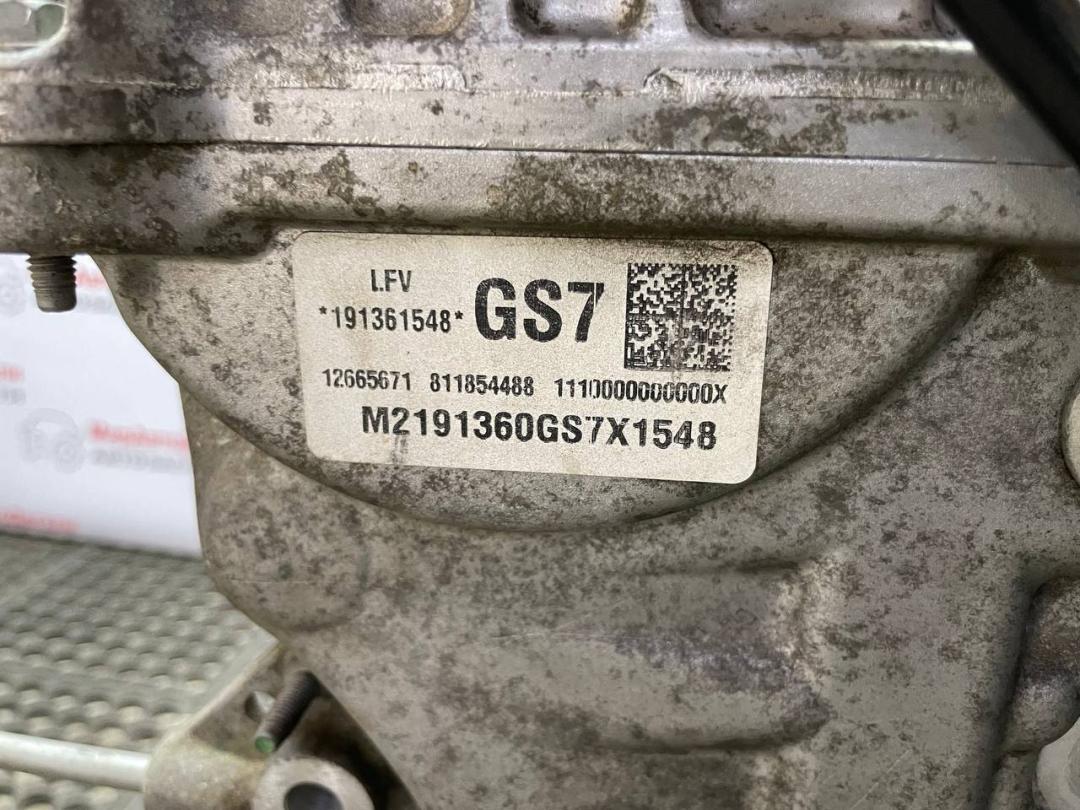 LFV
*191361548*
GS7
12665671 811854488 1110000000000X
M2191360GS7X1548